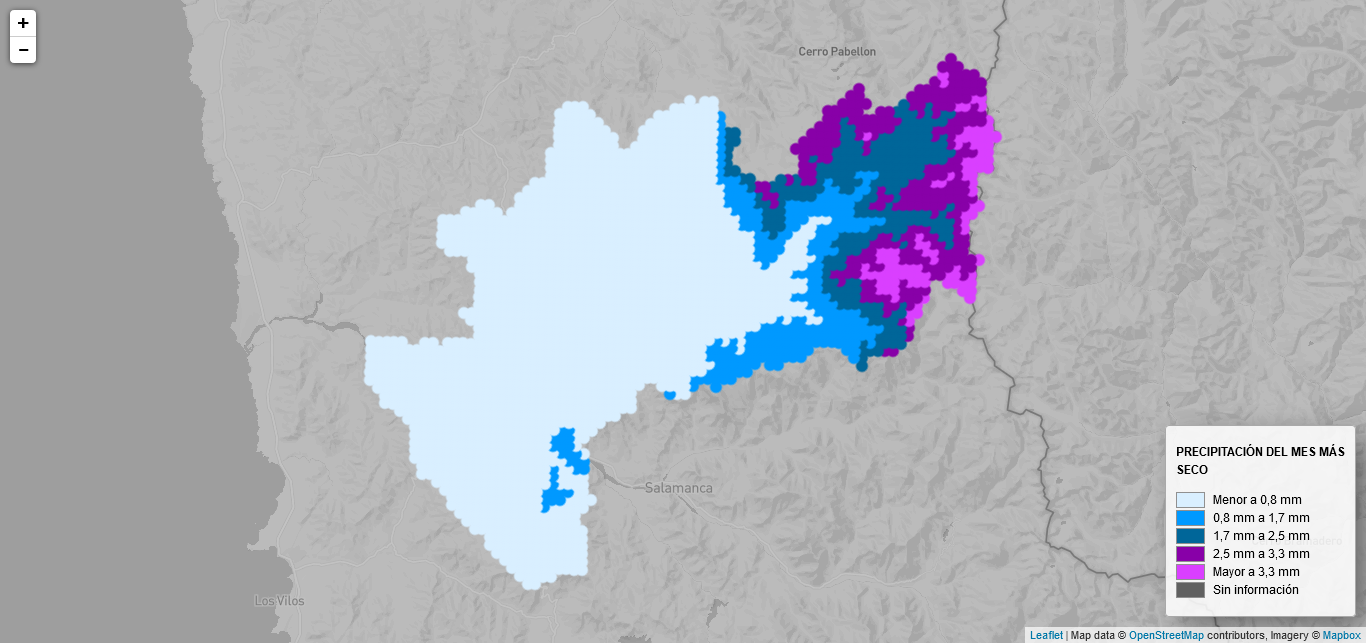 +
−
Cerro Pabellon
Salamanca
Los Vilos
PRECIPITACIÓN DEL MES MÁS
SECO
Menor a 0,8 mm
0,8 mm a 1,7 mm
1,7 mm a 2,5 mm
2,5 mm a 3,3 mm
Mayor a 3,3 mm
Sin información
Leaflet | Map data © OpenStreetMap contributors, Imagery © Mapbox